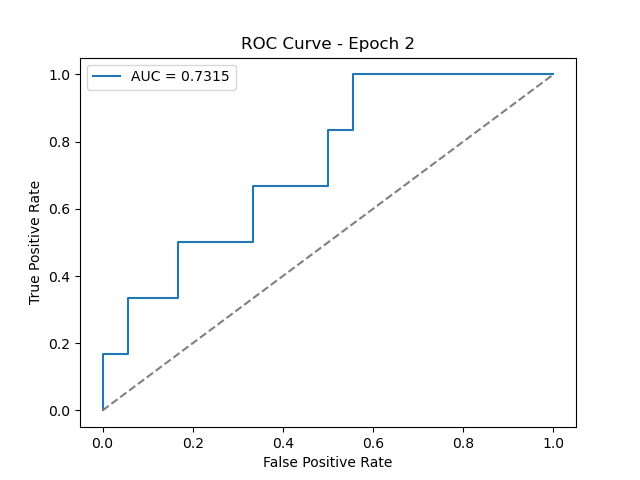 ROC Curve - Epoch 2
AUC = 0.7315
True Positive Rate
1.0
0.8
0.6
0.4
0.2
0.0
0.0 0.2 0.4 0.6 0.8 1.0
False Positive Rate